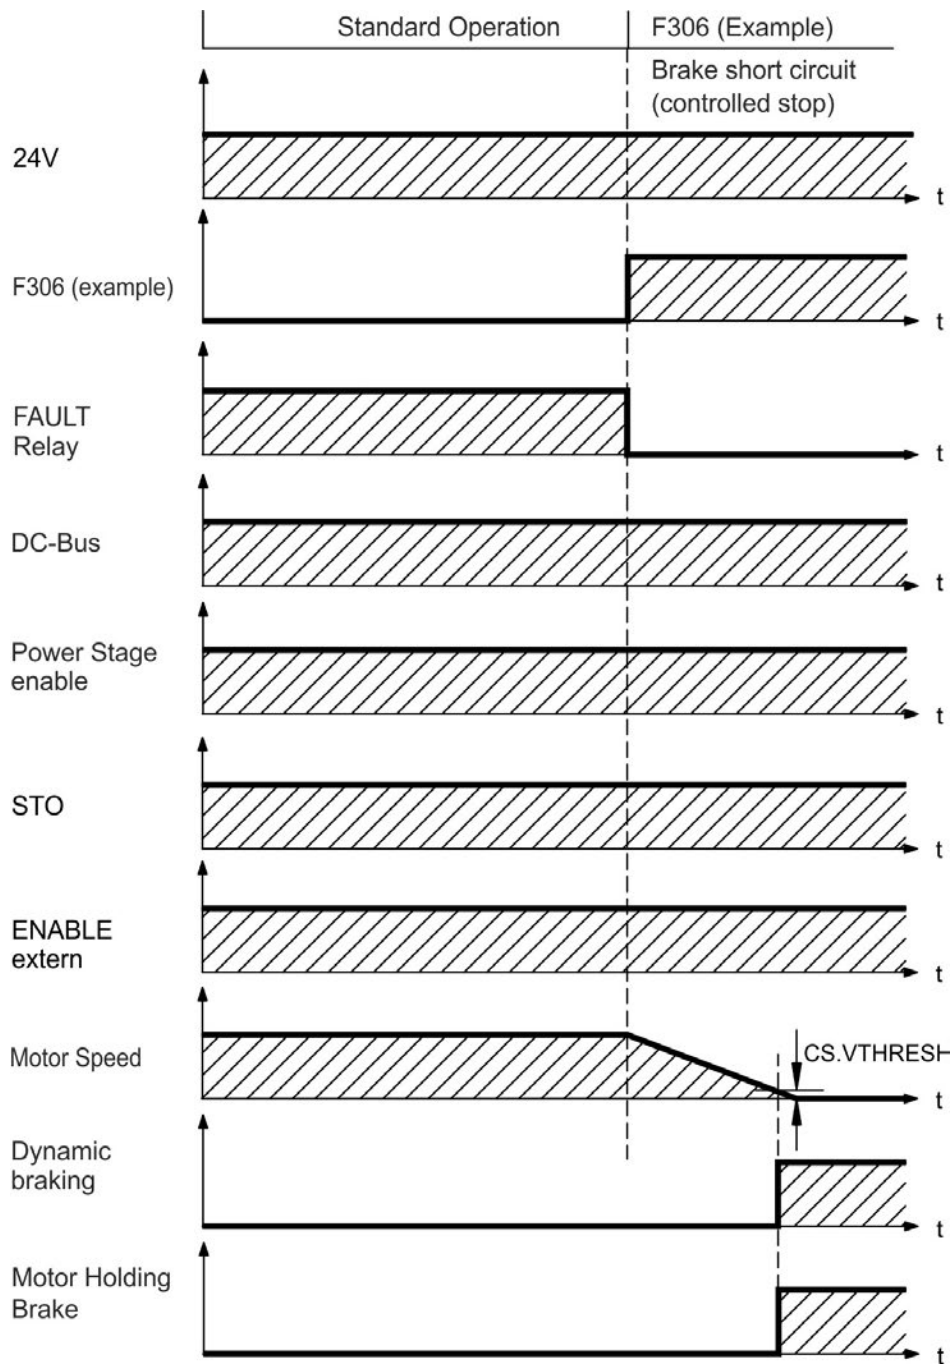 Standard Operation
F306 (Example)
Brake short circuit
(controlled stop)
24V
t
F306 (example)
t
FAULT
Relay
t
DC-Bus
t
Power Stage
enable
t
STO
t
ENABLE
extern
t
Motor Speed
CS.VTHRESH
t
Dynamic
braking
t
Motor Holding
Brake
t